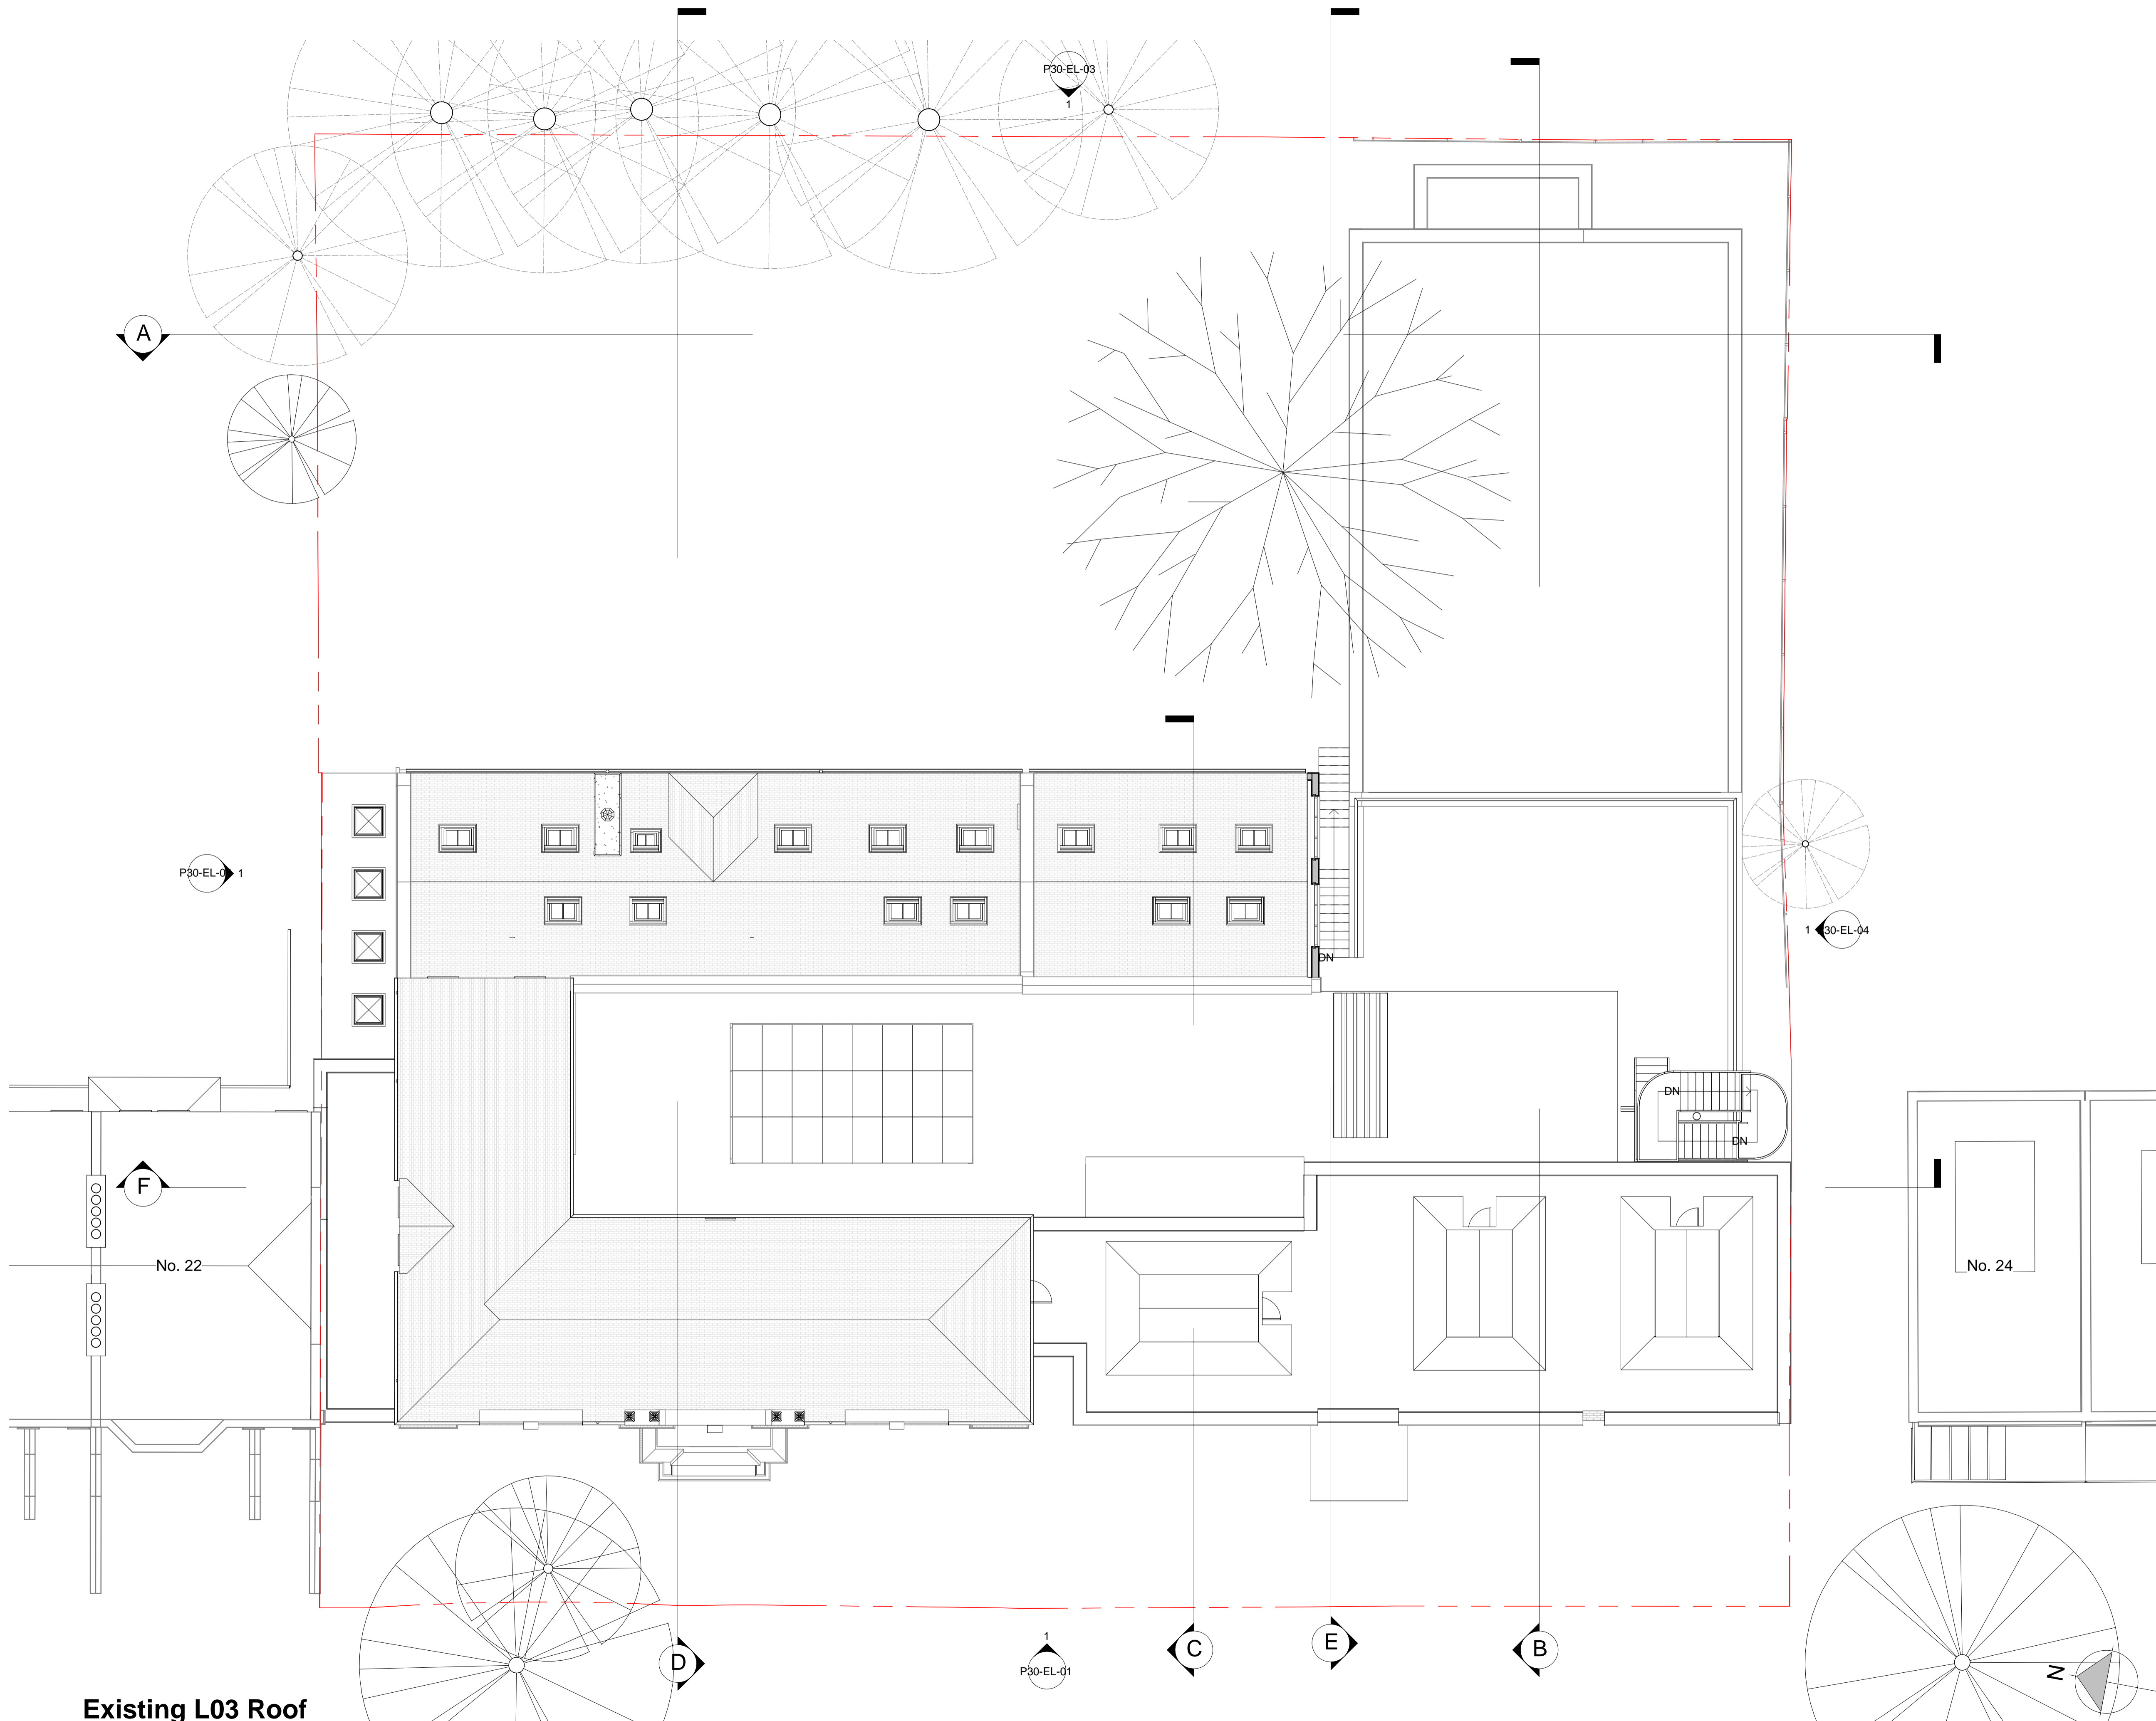 P30-EL-03
1
A
P30-EL-0
1
1
30-EL-04
DN
DN
DN
F
No. 22
No. 24
D
1
P30-EL-01
C
E
B
N
Existing L03 Roof